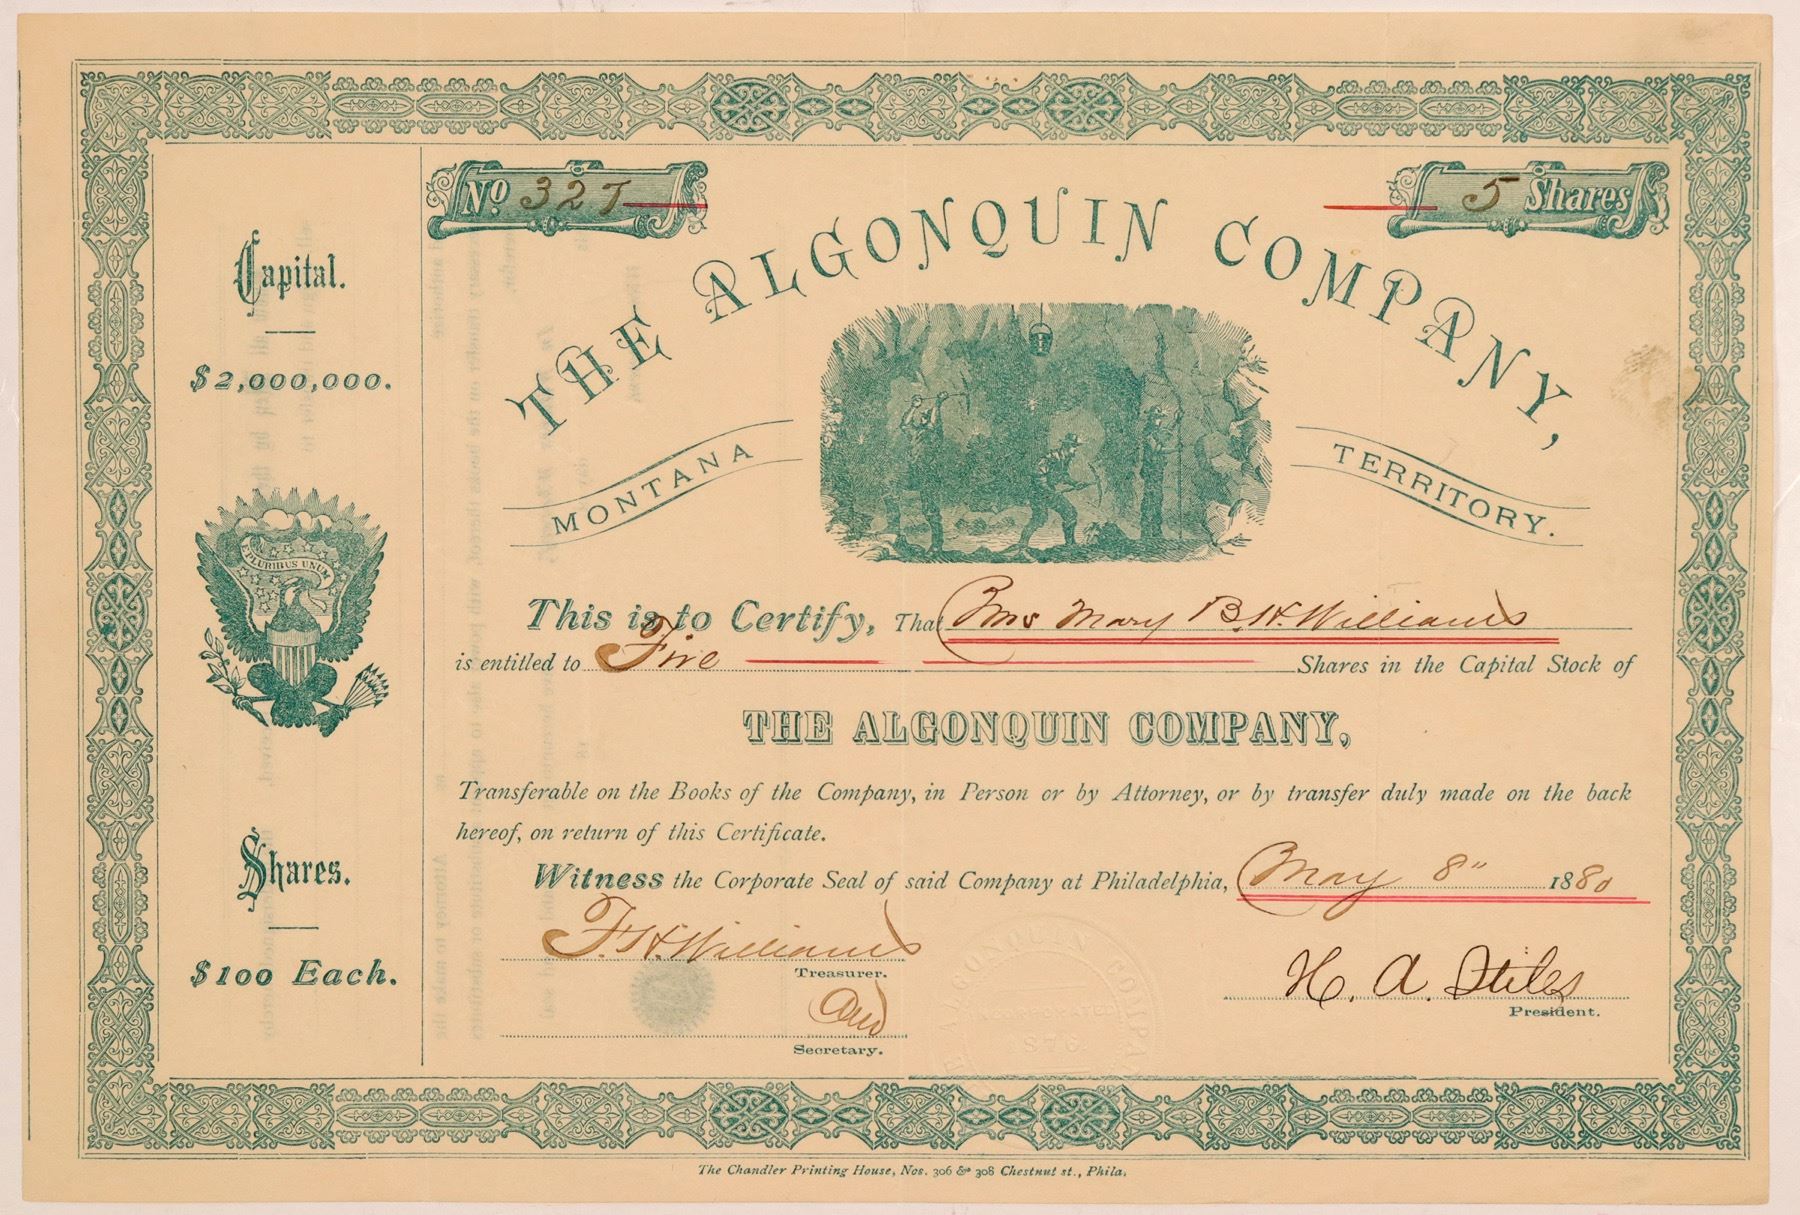 No. 327
5 Shares
THE ALGONQUIN COMPANY,
MONTANA TERRITORY.
Capital.
$2,000,000.
E PLURIBUS UNUM
Shares.
$100 Each.
This is to Certify, That Mrs Mary B. H. Williams
is entitled to Five Shares in the Capital Stock of
THE ALGONQUIN COMPANY,
Transferable on the Books of the Company, in Person or by Attorney, or by transfer duly made on the back
hereof, on return of this Certificate.
Witness the Corporate Seal of said Company at Philadelphia, May 8" 1880
F. H. Williams
Treasurer.
and
Secretary.
ALGONQUIN COMPANY
INCORPORATED
1876
H. A. Stiles
President.
The Chandler Printing House, Nos. 306 & 308 Chestnut st., Phila.